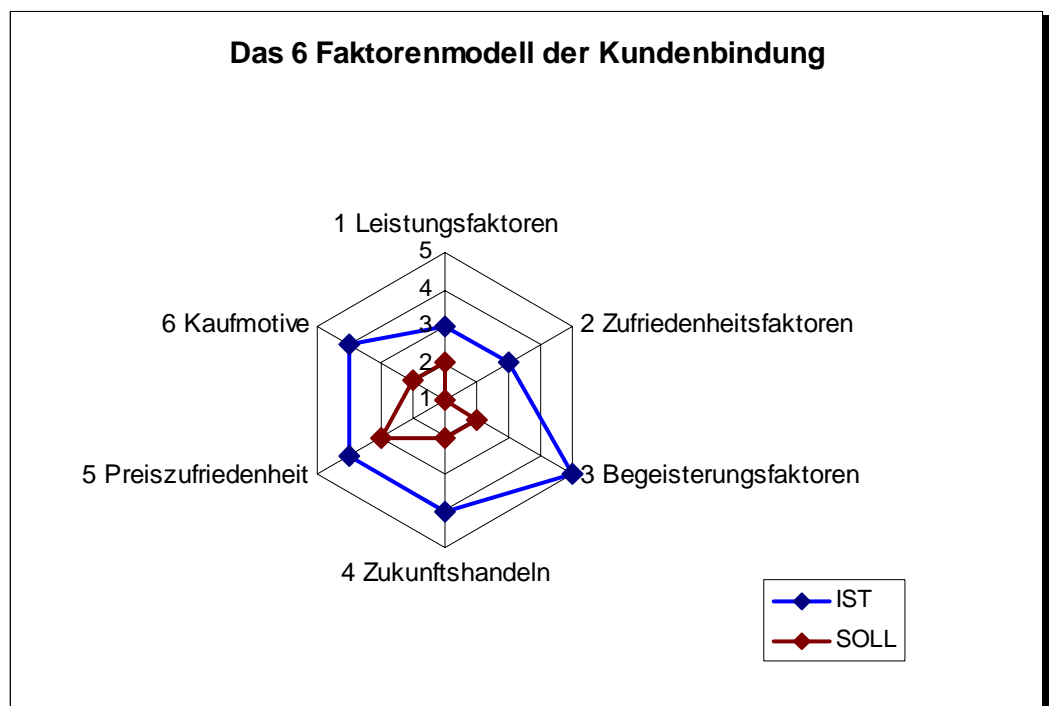 Das 6 Faktorenmodell der Kundenbindung
1 Leistungsfaktoren
5
4
3
2
1
6 Kaufmotive
2 Zufriedenheitsfaktoren
5 Preiszufriedenheit
3 Begeisterungsfaktoren
4 Zukunftshandeln
IST
SOLL